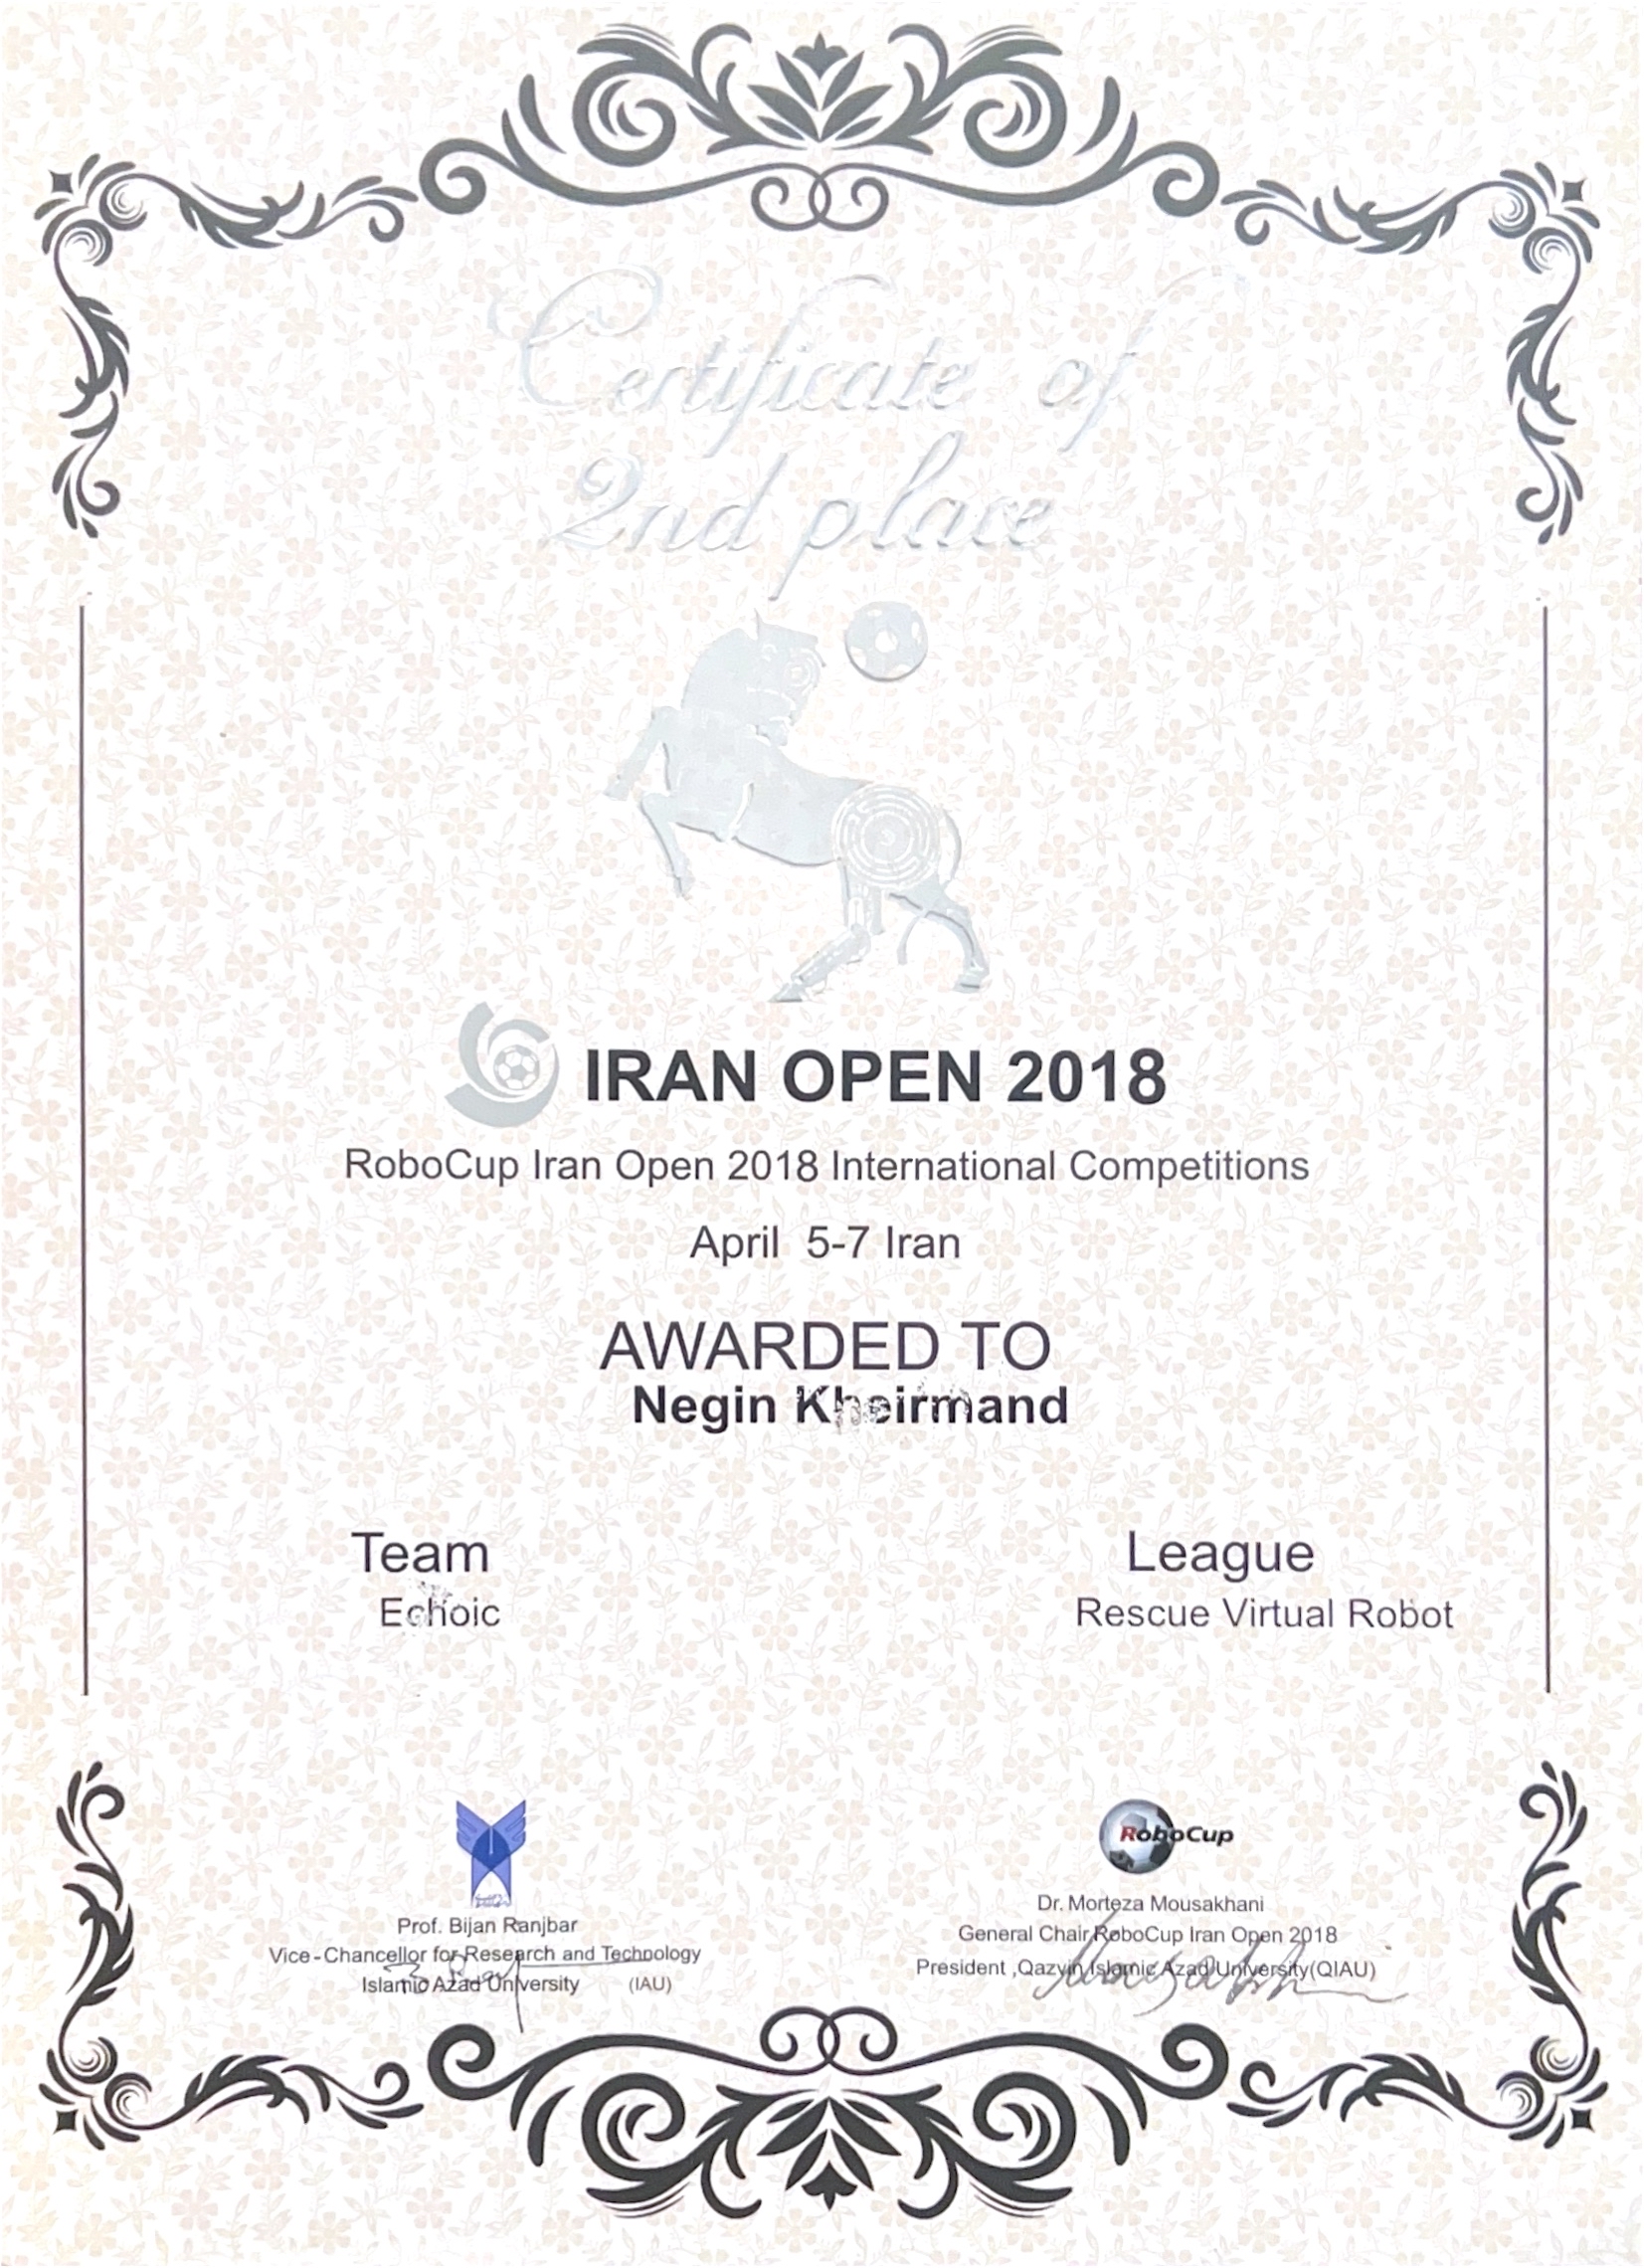 Certificate of
2nd place
IRAN OPEN 2018
RoboCup Iran Open 2018 International Competitions
April 5-7 Iran
AWARDED TO
Negin Kheirmand
Team
Echoic
League
Rescue Virtual Robot
Prof. Bijan Ranjbar
Vice-Chancellor for Research and Technology
Islamic Azad University (IAU)
RoboCup
Dr. Morteza Mousakhani
General Chair RoboCup Iran Open 2018
President ,Qazvin Islamic Azad University(QIAU)